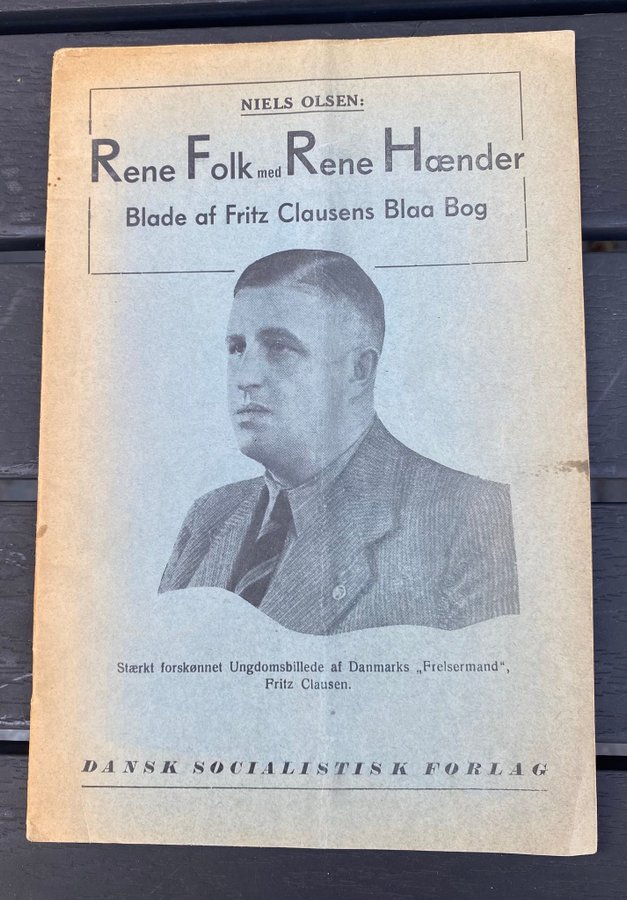 NIELS OLSEN:
Rene Folk med Rene Hænder
Blade af Fritz Clausens Blaa Bog
Stærkt forskønnet Ungdomsbillede af Danmarks „Frelsermand“,
Fritz Clausen.
DANSK SOCIALISTISK FORLAG